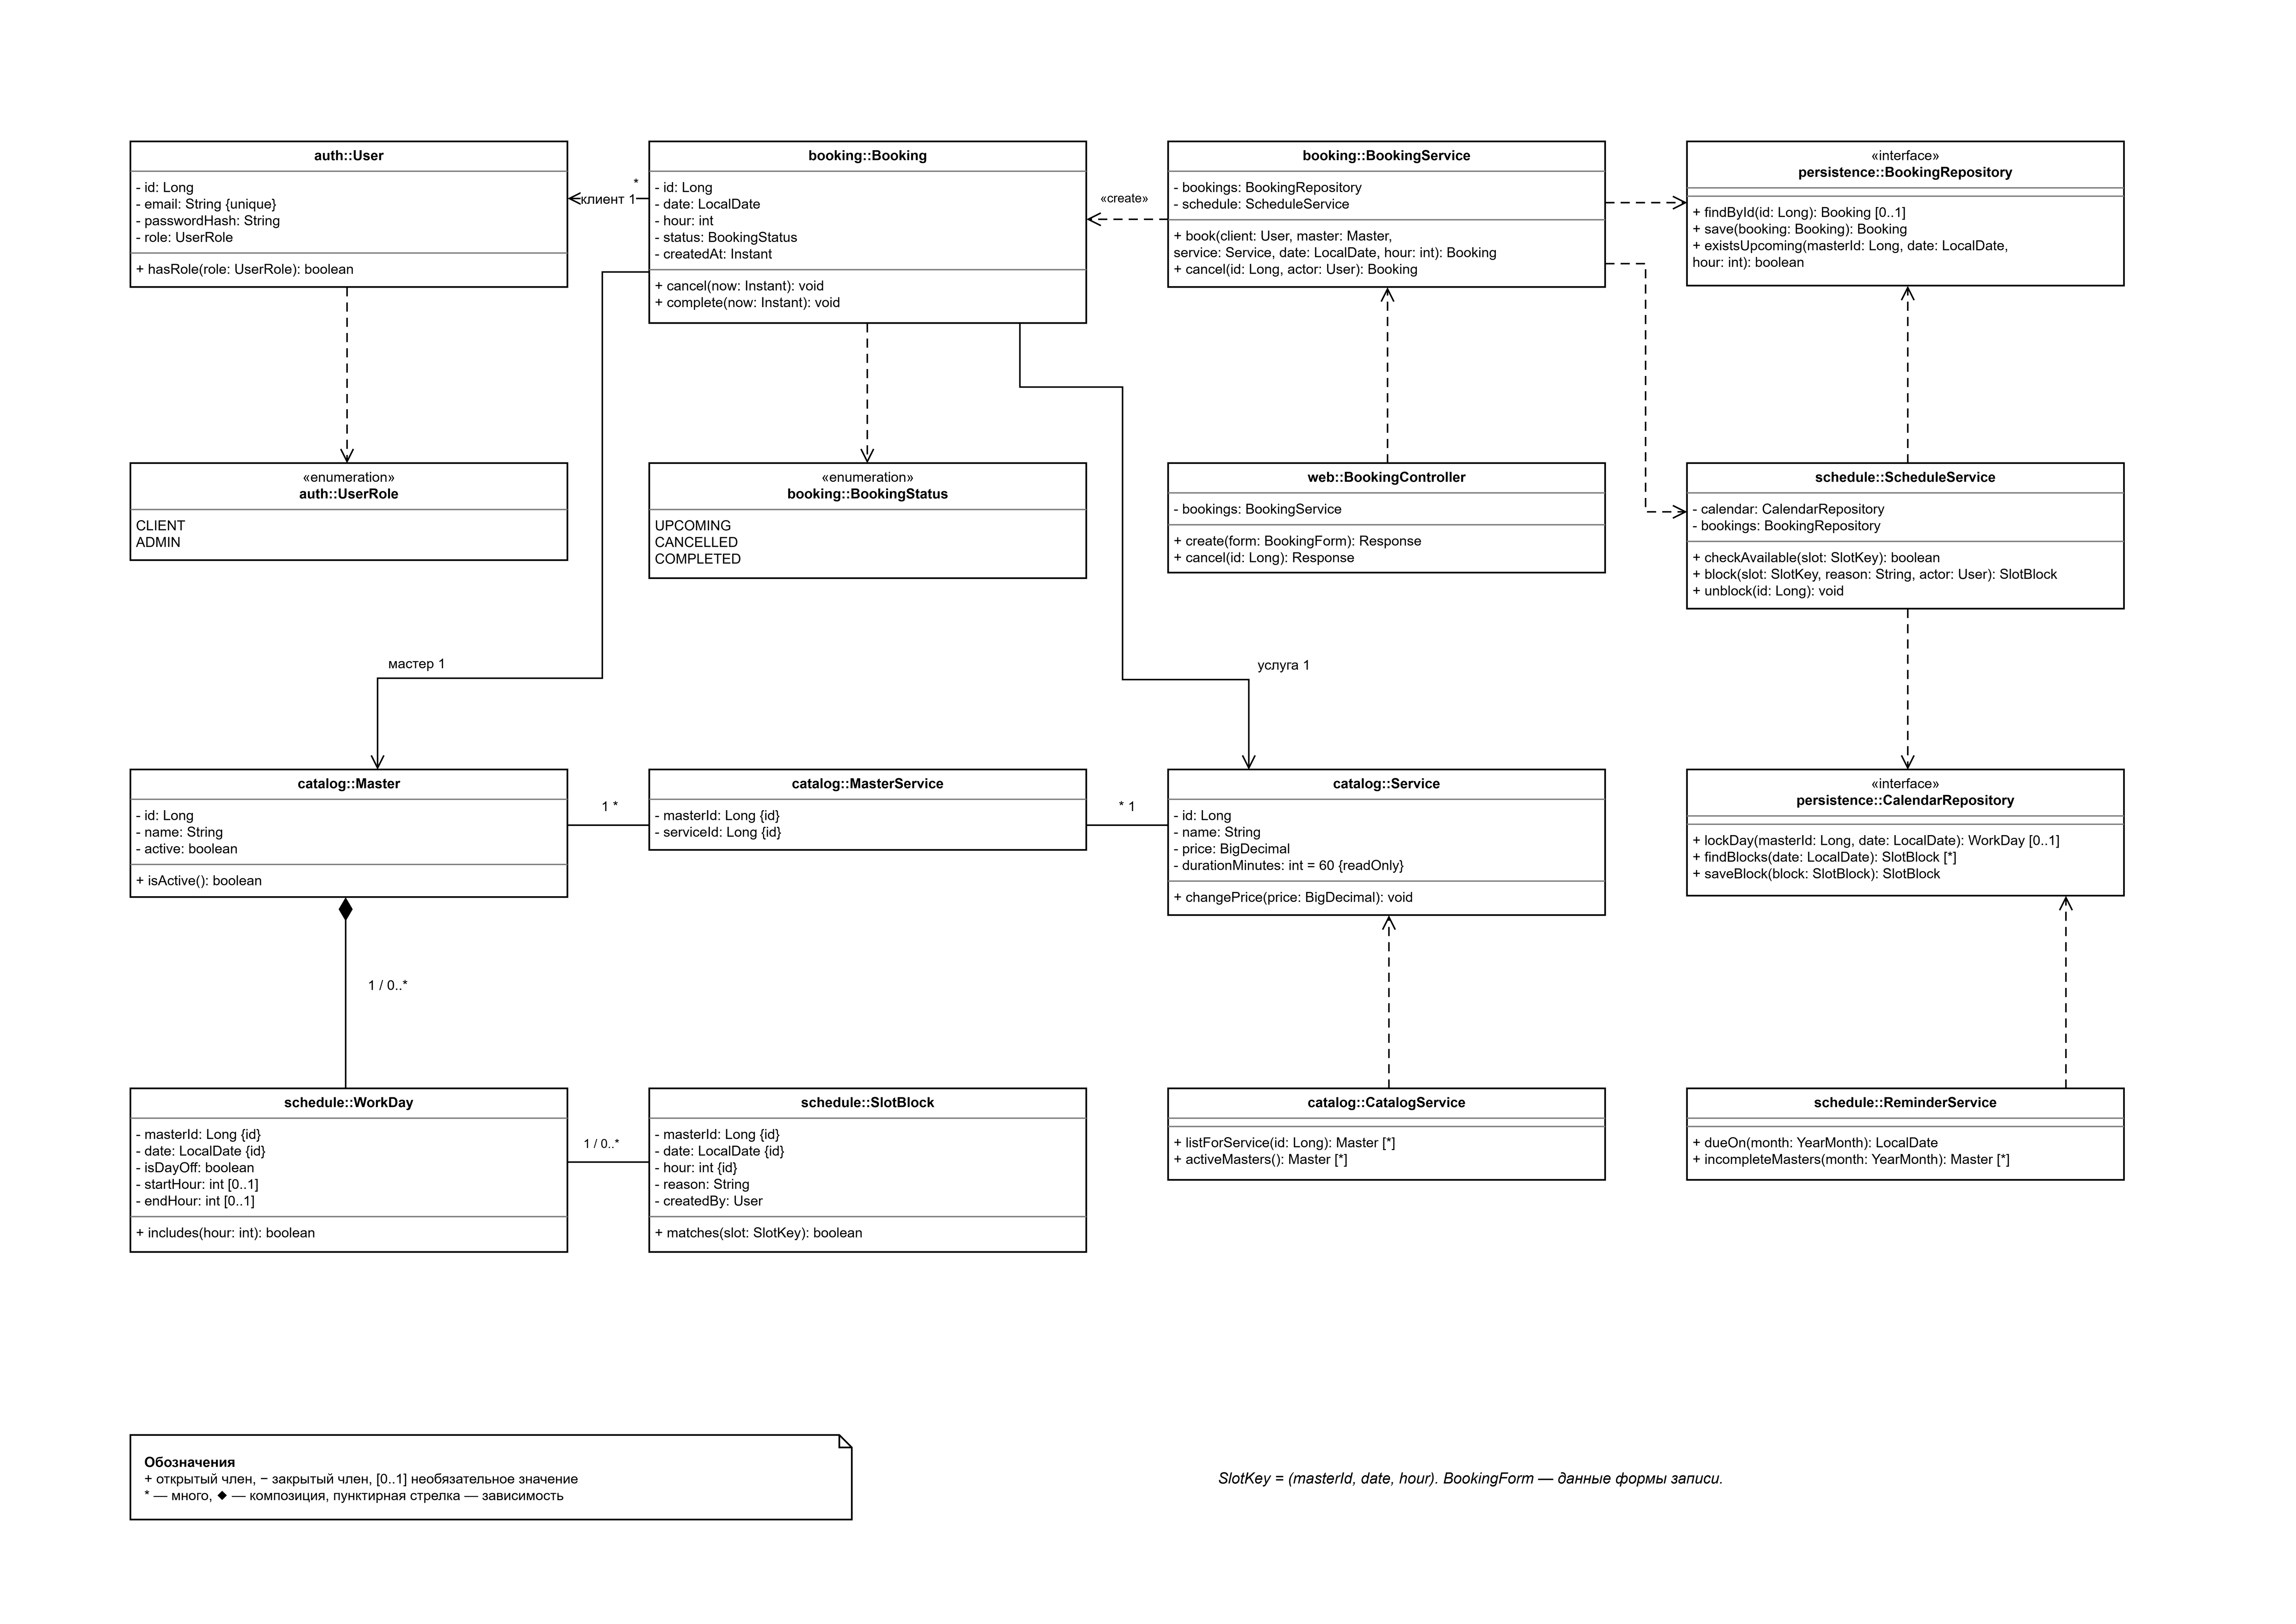 auth::User
- id: Long
- email: String {unique}
- passwordHash: String
- role: UserRole
+ hasRole(role: UserRole): boolean
*
клиент 1
booking::Booking
- id: Long
- date: LocalDate
- hour: int
- status: BookingStatus
- createdAt: Instant
+ cancel(now: Instant): void
+ complete(now: Instant): void
«create»
booking::BookingService
- bookings: BookingRepository
- schedule: ScheduleService
+ book(client: User, master: Master,
service: Service, date: LocalDate, hour: int): Booking
+ cancel(id: Long, actor: User): Booking
«interface»
persistence::BookingRepository
+ findById(id: Long): Booking [0..1]
+ save(booking: Booking): Booking
+ existsUpcoming(masterId: Long, date: LocalDate,
hour: int): boolean
«enumeration»
auth::UserRole
CLIENT
ADMIN
«enumeration»
booking::BookingStatus
UPCOMING
CANCELLED
COMPLETED
web::BookingController
- bookings: BookingService
+ create(form: BookingForm): Response
+ cancel(id: Long): Response
schedule::ScheduleService
- calendar: CalendarRepository
- bookings: BookingRepository
+ checkAvailable(slot: SlotKey): boolean
+ block(slot: SlotKey, reason: String, actor: User): SlotBlock
+ unblock(id: Long): void
мастер 1
услуга 1
catalog::Master
- id: Long
- name: String
- active: boolean
+ isActive(): boolean
1 *
catalog::MasterService
- masterId: Long {id}
- serviceId: Long {id}
* 1
catalog::Service
- id: Long
- name: String
- price: BigDecimal
- durationMinutes: int = 60 {readOnly}
+ changePrice(price: BigDecimal): void
«interface»
persistence::CalendarRepository
+ lockDay(masterId: Long, date: LocalDate): WorkDay [0..1]
+ findBlocks(date: LocalDate): SlotBlock [*]
+ saveBlock(block: SlotBlock): SlotBlock
1 / 0..*
schedule::WorkDay
- masterId: Long {id}
- date: LocalDate {id}
- isDayOff: boolean
- startHour: int [0..1]
- endHour: int [0..1]
+ includes(hour: int): boolean
1 / 0..*
schedule::SlotBlock
- masterId: Long {id}
- date: LocalDate {id}
- hour: int {id}
- reason: String
- createdBy: User
+ matches(slot: SlotKey): boolean
catalog::CatalogService
+ listForService(id: Long): Master [*]
+ activeMasters(): Master [*]
schedule::ReminderService
+ dueOn(month: YearMonth): LocalDate
+ incompleteMasters(month: YearMonth): Master [*]
Обозначения
+ открытый член, − закрытый член, [0..1] необязательное значение
* — много, ◆ — композиция, пунктирная стрелка — зависимость
SlotKey = (masterId, date, hour). BookingForm — данные формы записи.